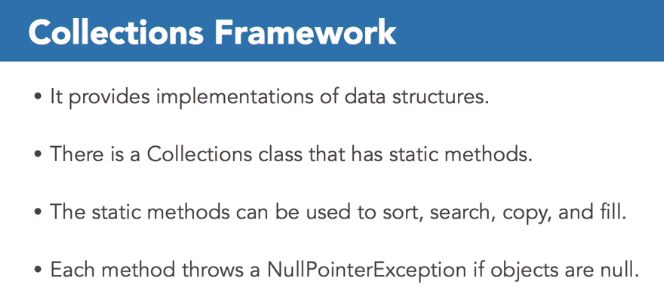 Collections Framework
• It provides implementations of data structures.
• There is a Collections class that has static methods.
• The static methods can be used to sort, search, copy, and fill.
• Each method throws a NullPointerException if objects are null.